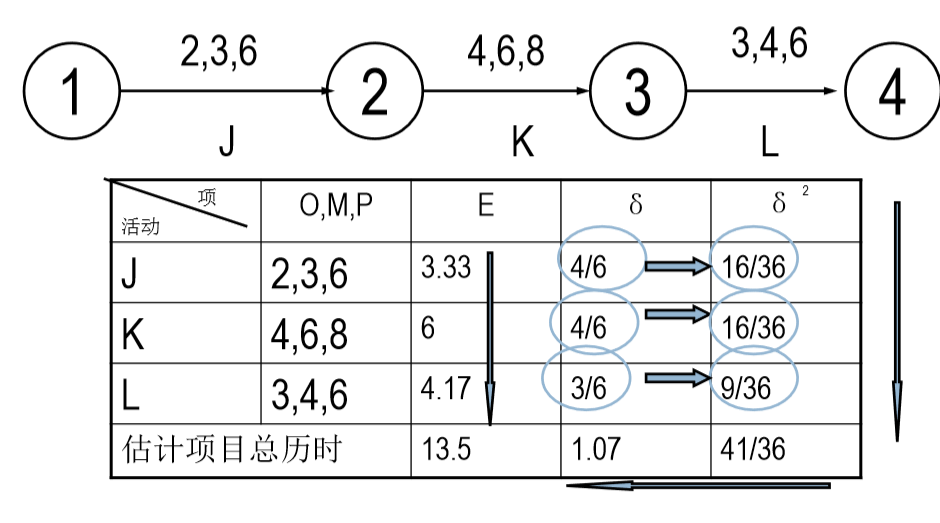 2,3,6 4,6,8 3,4,6
1 2 3 4
J K L
项 O,M,P E δ δ ²
活动
J 2,3,6 3.33 4/6 16/36
K 4,6,8 6 4/6 16/36
L 3,4,6 4.17 3/6 9/36
估计项目总历时 13.5 1.07 41/36